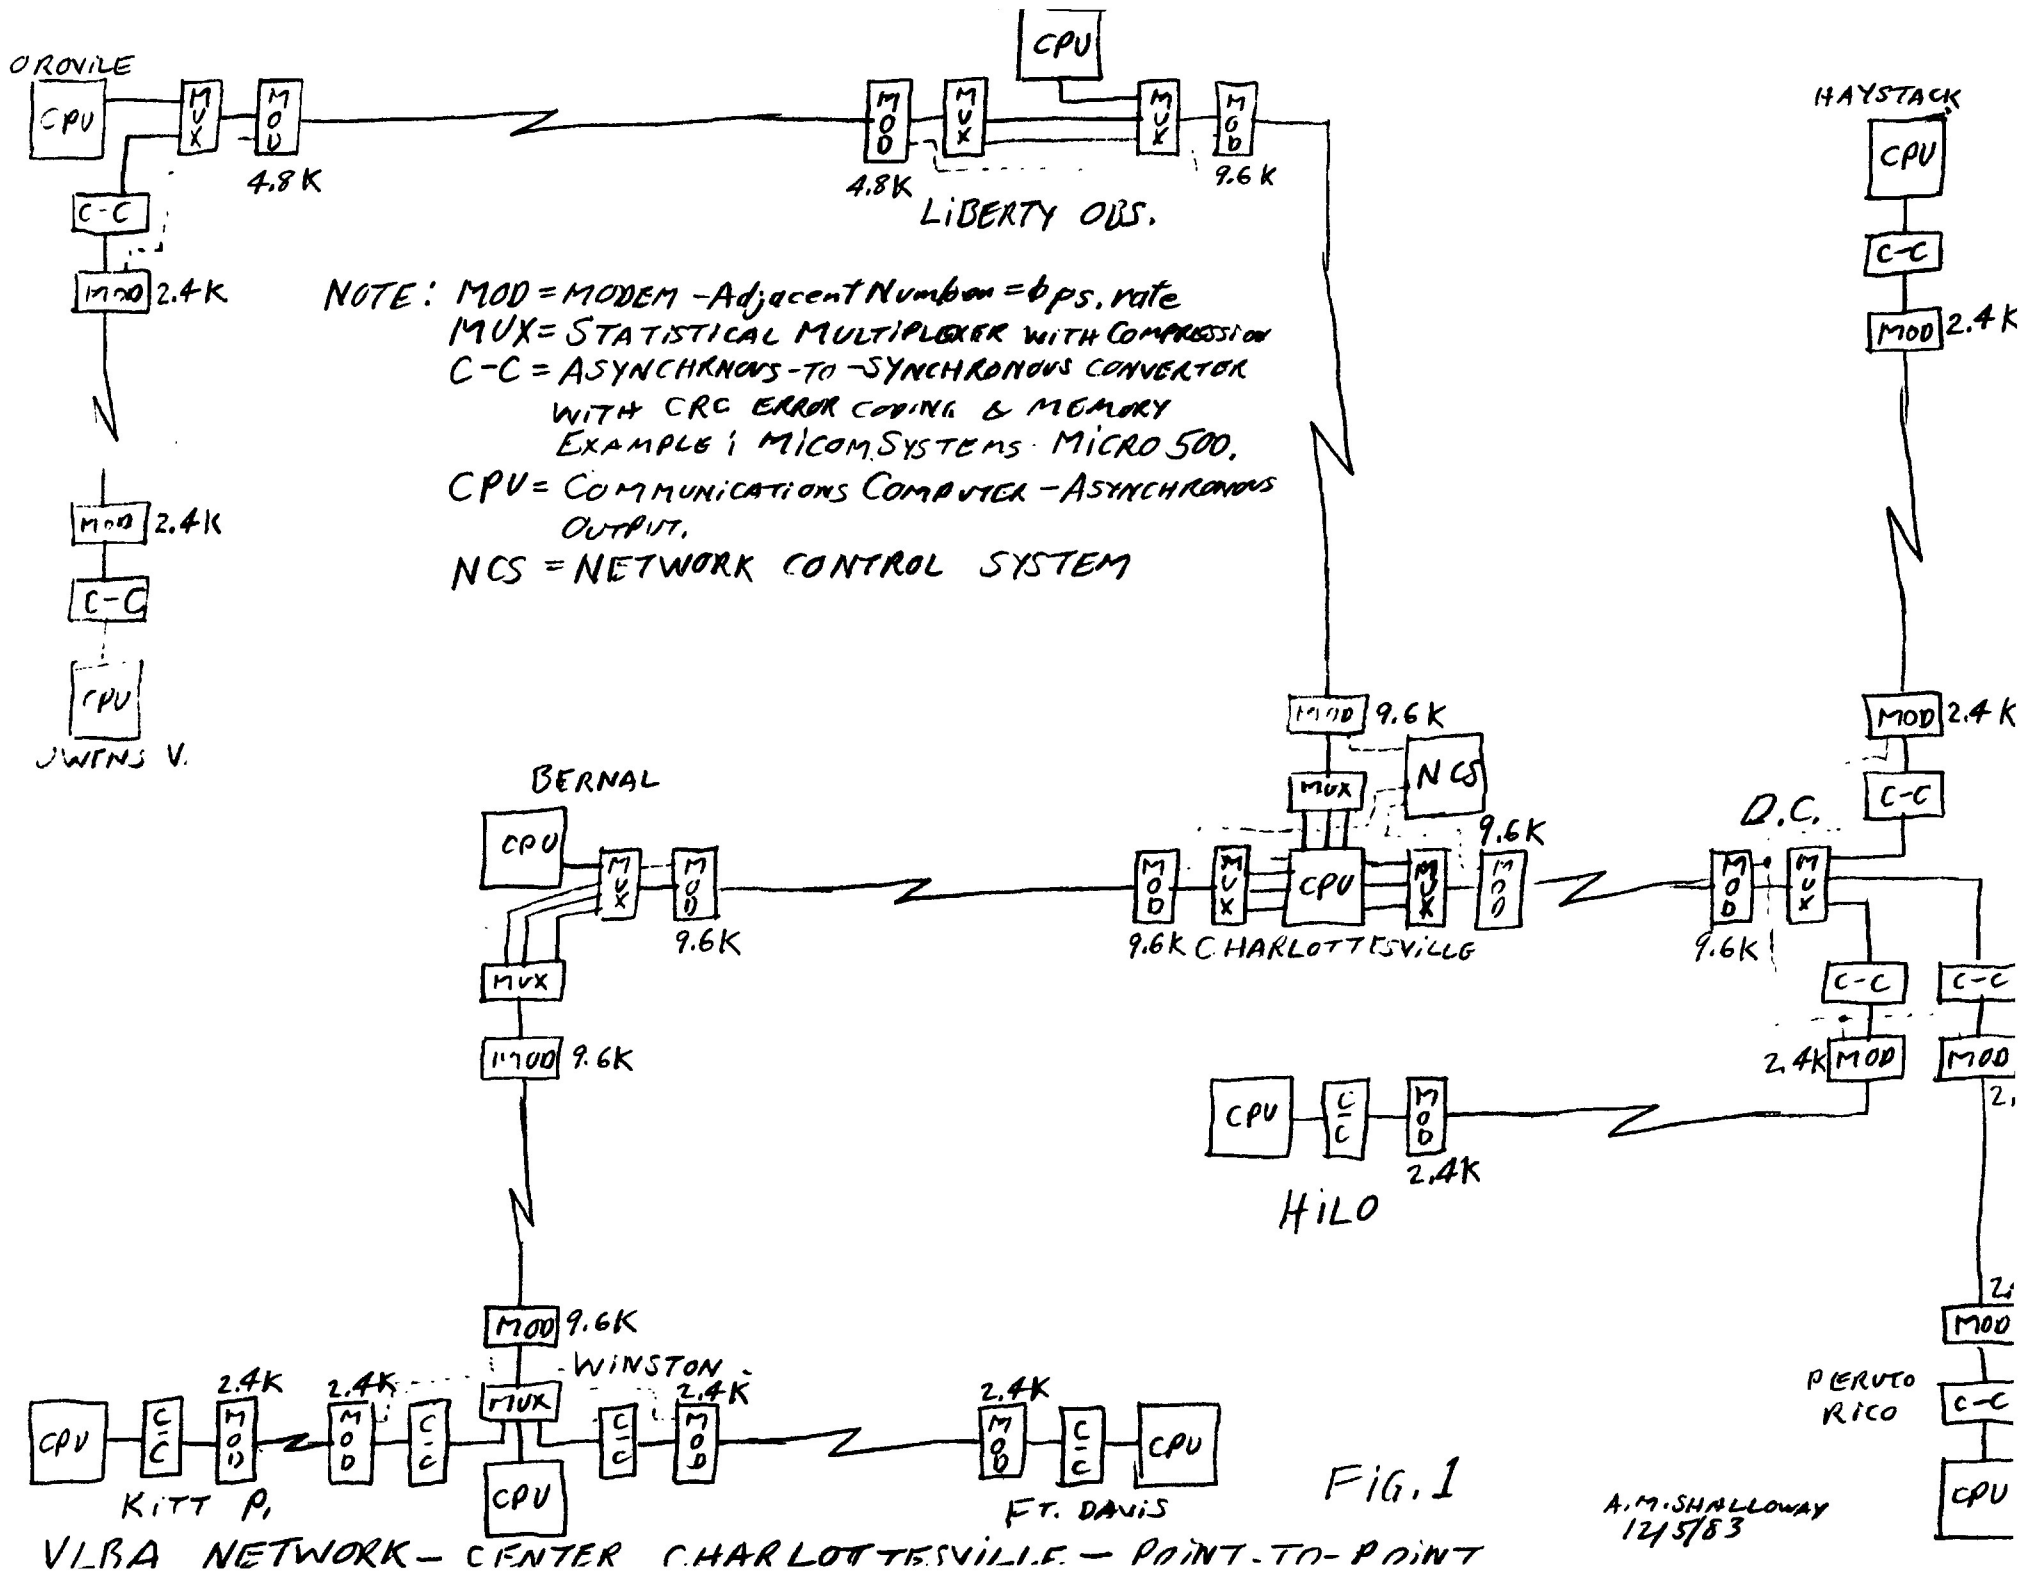 OROVILE
CPU
MUX
MOD
4.8K
C-C
MOD 2.4K
MOD 2.4K
C-C
CPU
OWENS V.
MOD
4.8K
MUX
CPU
MUX
MOD
9.6K
LIBERTY OBS.
HAYSTACK
CPU
C-C
MOD 2.4K
MOD 2.4K
C-C
NOTE: MOD = MODEM - Adjacent Number = bps. rate
MUX = STATISTICAL MULTIPLEXER WITH COMPRESSION
C-C = ASYNCHRNOUS-TO-SYNCHRONOUS CONVERTOR
WITH CRC ERROR CODING & MEMORY
EXAMPLE; MICOM SYSTEMS MICRO 500.
CPU = COMMUNICATIONS COMPUTER - ASYNCHRONOUS
OUTPUT.
NCS = NETWORK CONTROL SYSTEM
MOD 9.6K
MUX
NCS
BERNAL
CPU
MUX
MOD
9.6K
MUX
MOD 9.6K
MOD
9.6K
MUX
CPU
MUX
9.6K
MOD
CHARLOTTESVILLE
D.C.
MOD
9.6K
MUX
C-C
C-C
2.4K MOD
MOD
2.
CPU
C-C
MOD
2.4K
HILO
MOD 9.6K
WINSTON
MUX
CPU
CPU
C-C
2.4K
MOD
2.4K
MOD
C-C
KITT P.
C-C
2.4K
MOD
2.4K
MOD
C-C
CPU
FT. DAVIS
2.
MOD
PERUTO
RICO
C-C
CPU
FIG. 1
A.M. SHALLOWAY
12/5/83
VLBA NETWORK - CENTER CHARLOTTESVILLE - POINT-TO-POINT